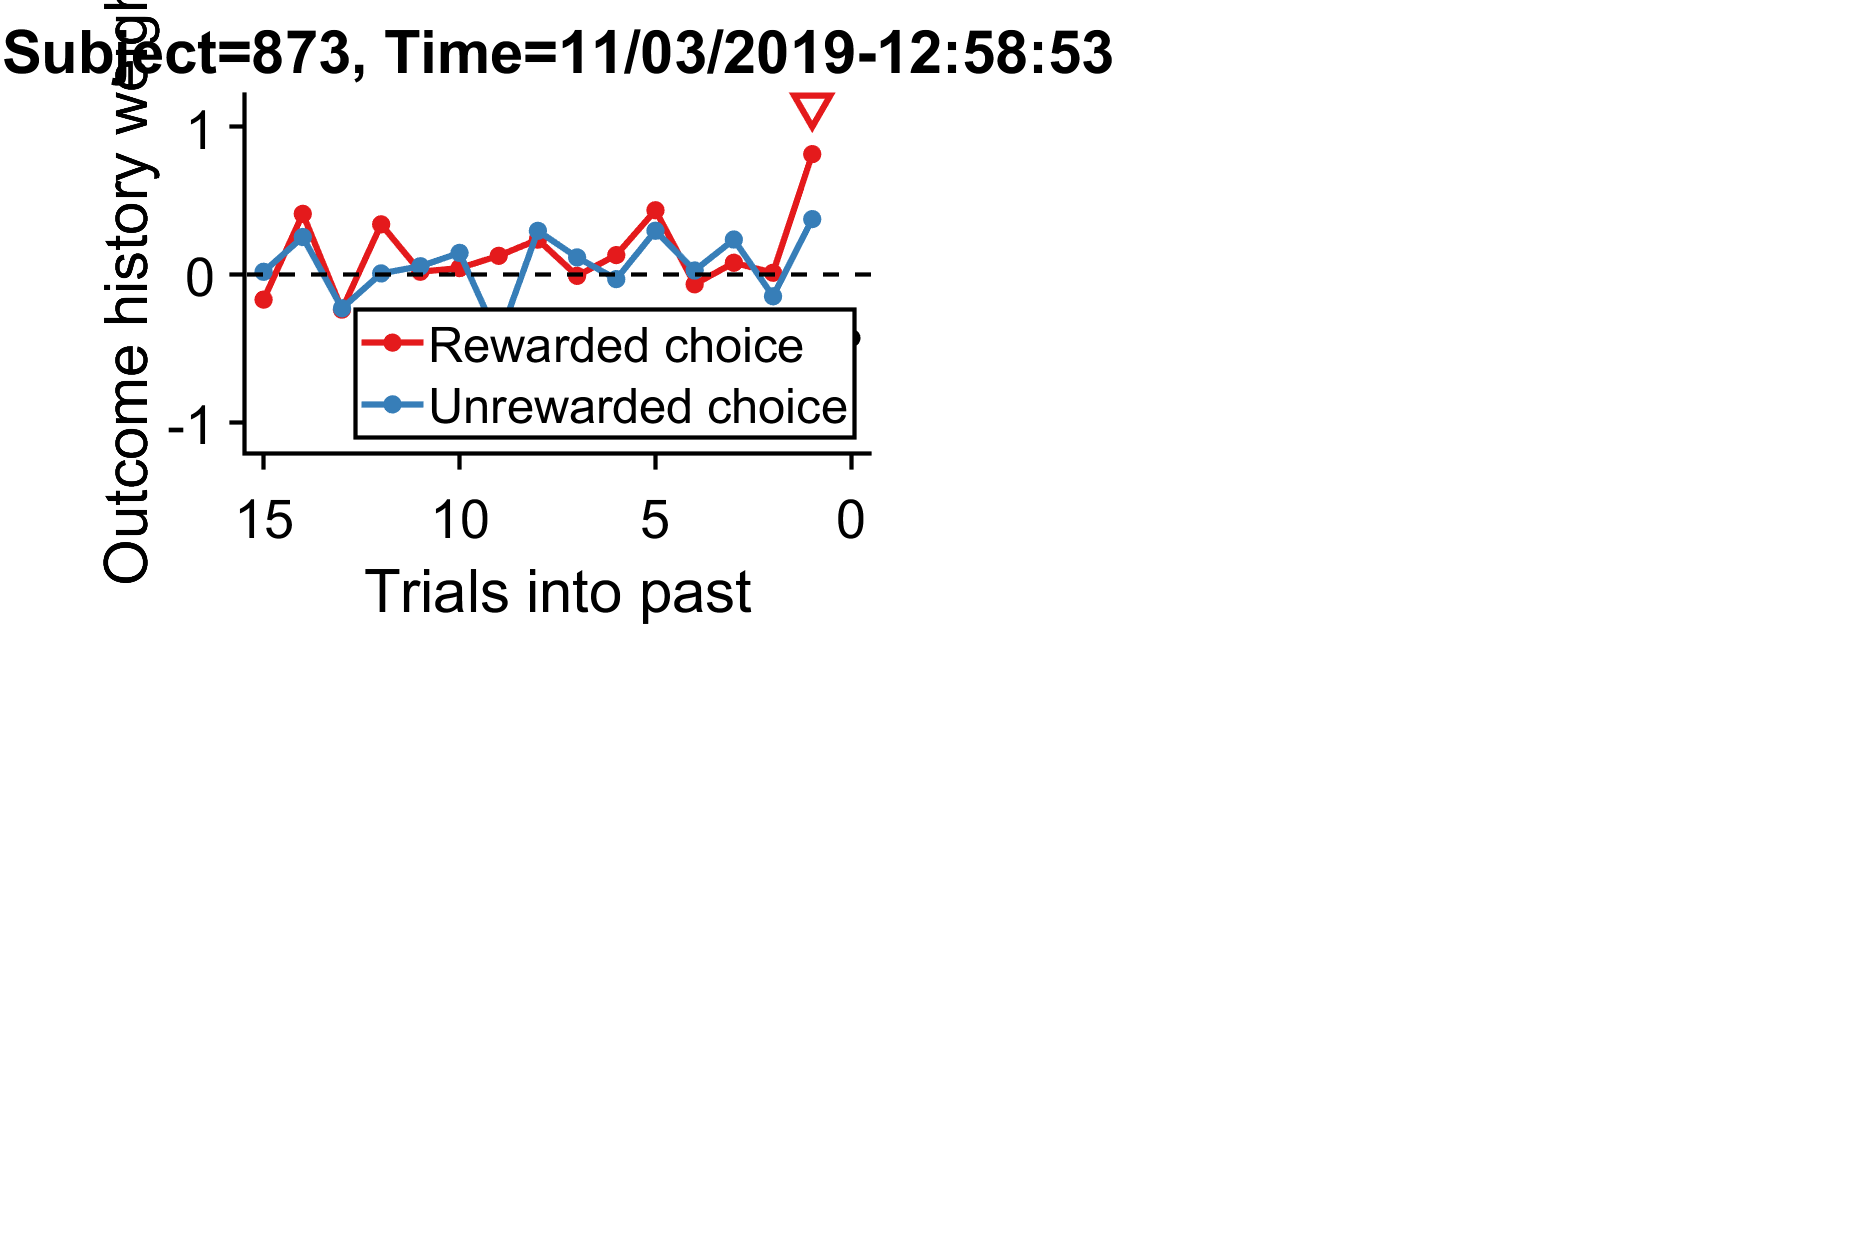 Subject=873, Time=11/03/2019-12:58:53
Outcome history
1
0
-1
Rewarded choice
Unrewarded choice
15 10 5 0
Trials into past